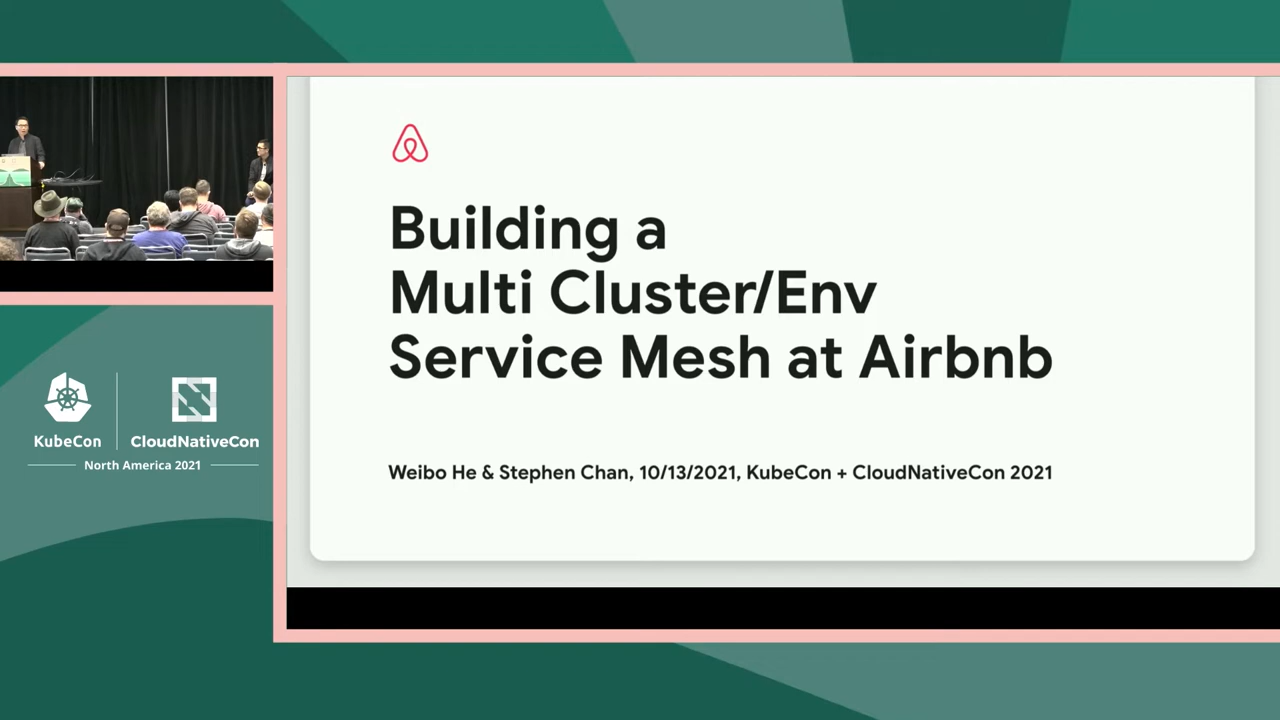 Building a
Multi Cluster/Env
Service Mesh at Airbnb
Weibo He & Stephen Chan, 10/13/2021, KubeCon + CloudNativeCon 2021
KubeCon
CloudNativeCon
North America 2021